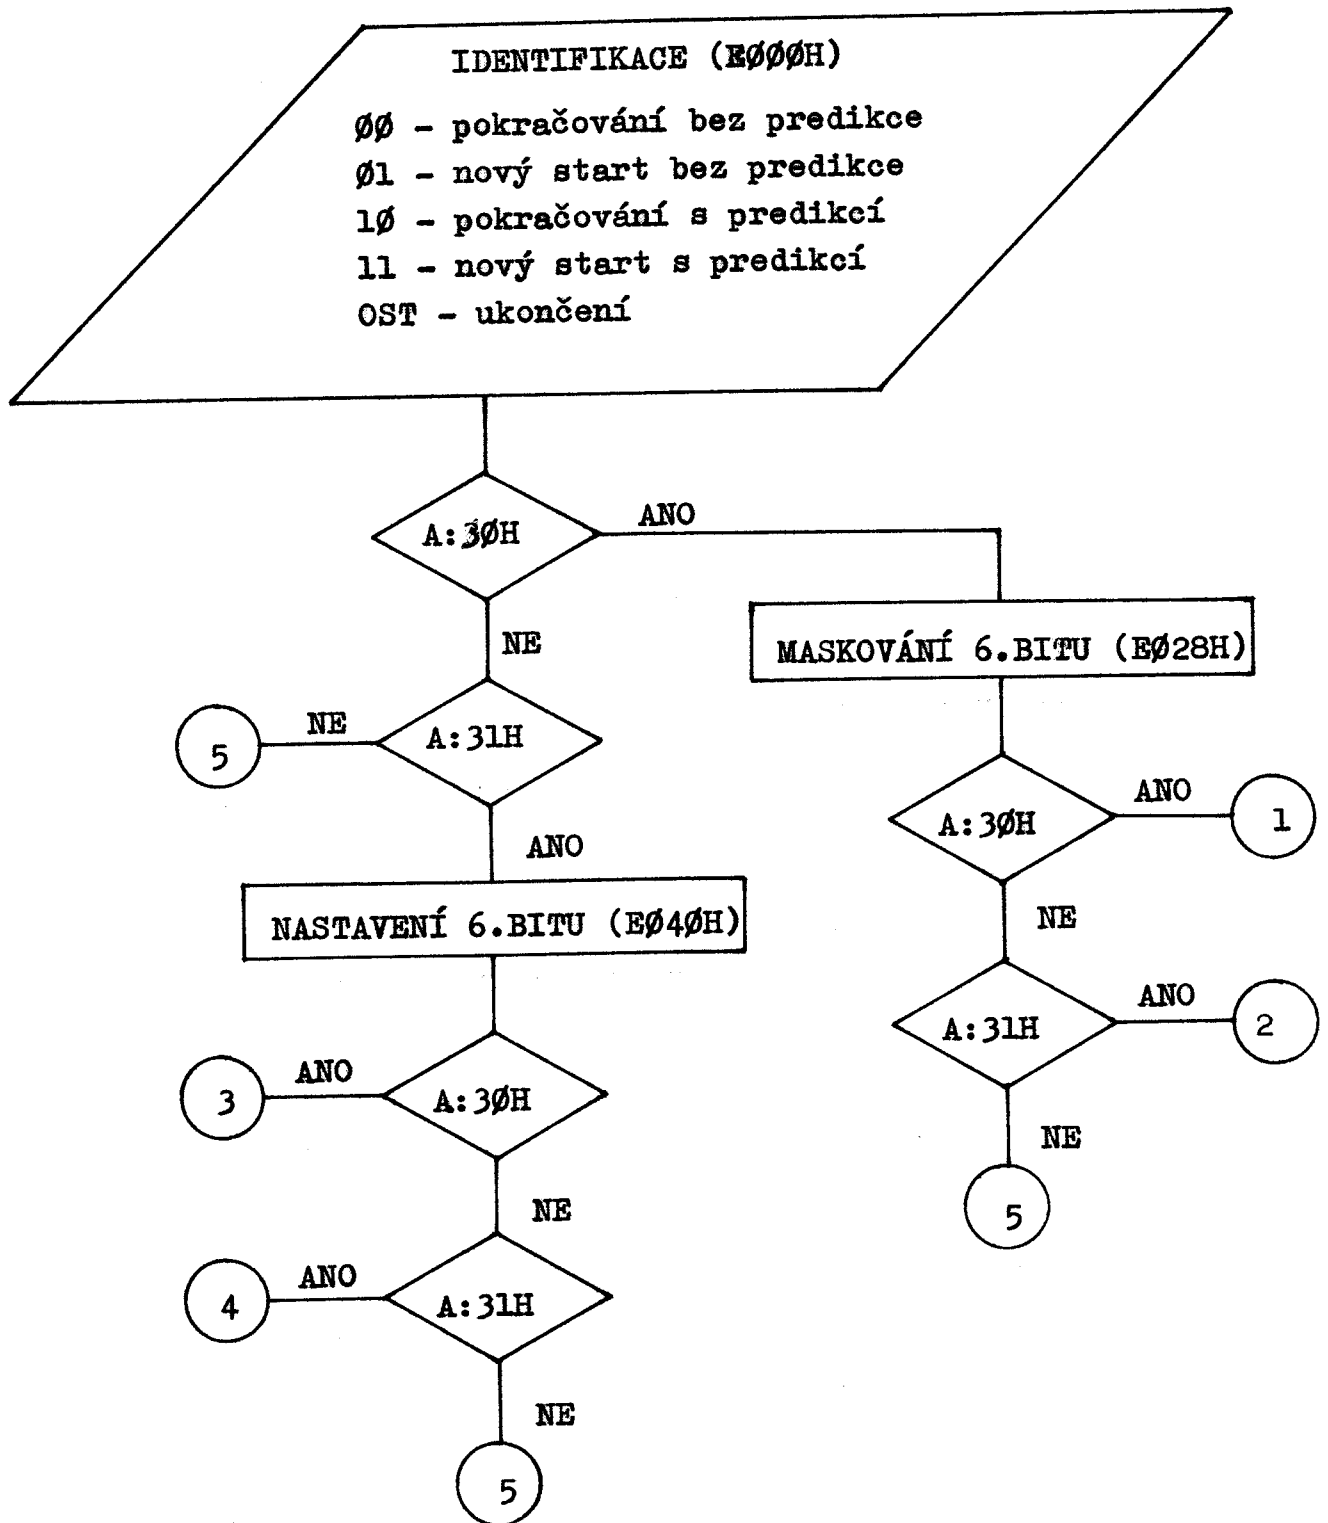 IDENTIFIKACE (EØØØH)
ØØ - pokračování bez predikce
Ø1 - nový start bez predikce
1Ø - pokračování s predikcí
11 - nový start s predikcí
OST - ukončení
A:3ØH
ANO
NE
MASKOVÁNÍ 6.BITU (EØ28H)
5
NE
A:31H
A:3ØH
ANO
1
ANO
NE
NASTAVENÍ 6.BITU (EØ4ØH)
A:31H
ANO
2
3
ANO
A:3ØH
NE
5
NE
4
ANO
A:31H
NE
5